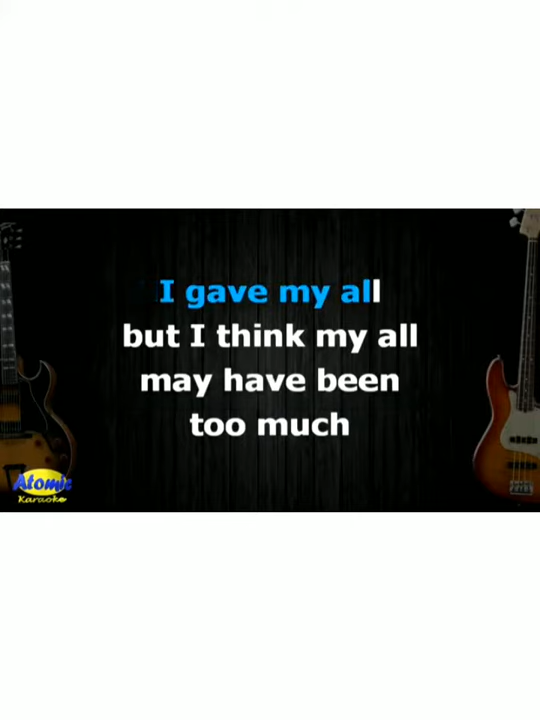 I gave my all
but I think my all
may have been
too much
Atomic
Karaoke